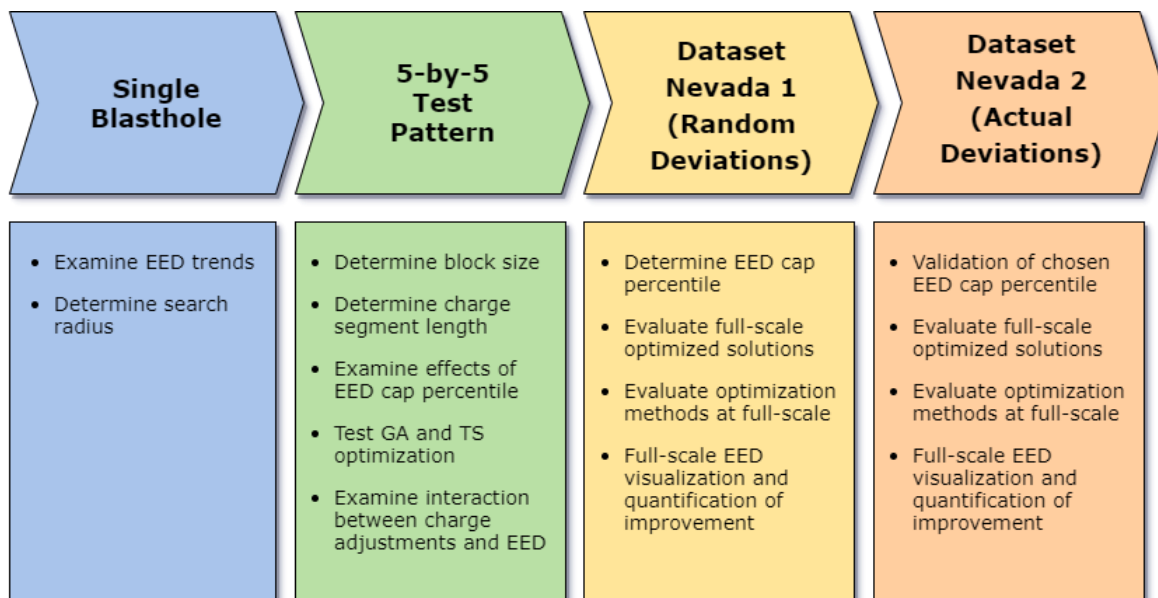 Single
Blasthole
5-by-5
Test
Pattern
Dataset
Nevada 1
(Random
Deviations)
Dataset
Nevada 2
(Actual
Deviations)
• Examine EED trends
• Determine search
radius
• Determine block size
• Determine charge
segment length
• Examine effects of
EED cap percentile
• Test GA and TS
optimization
• Examine interaction
between charge
adjustments and EED
• Determine EED cap
percentile
• Evaluate full-scale
optimized solutions
• Evaluate optimization
methods at full-scale
• Full-scale EED
visualization and
quantification of
improvement
• Validation of chosen
EED cap percentile
• Evaluate full-scale
optimized solutions
• Evaluate optimization
methods at full-scale
• Full-scale EED
visualization and
quantification of
improvement